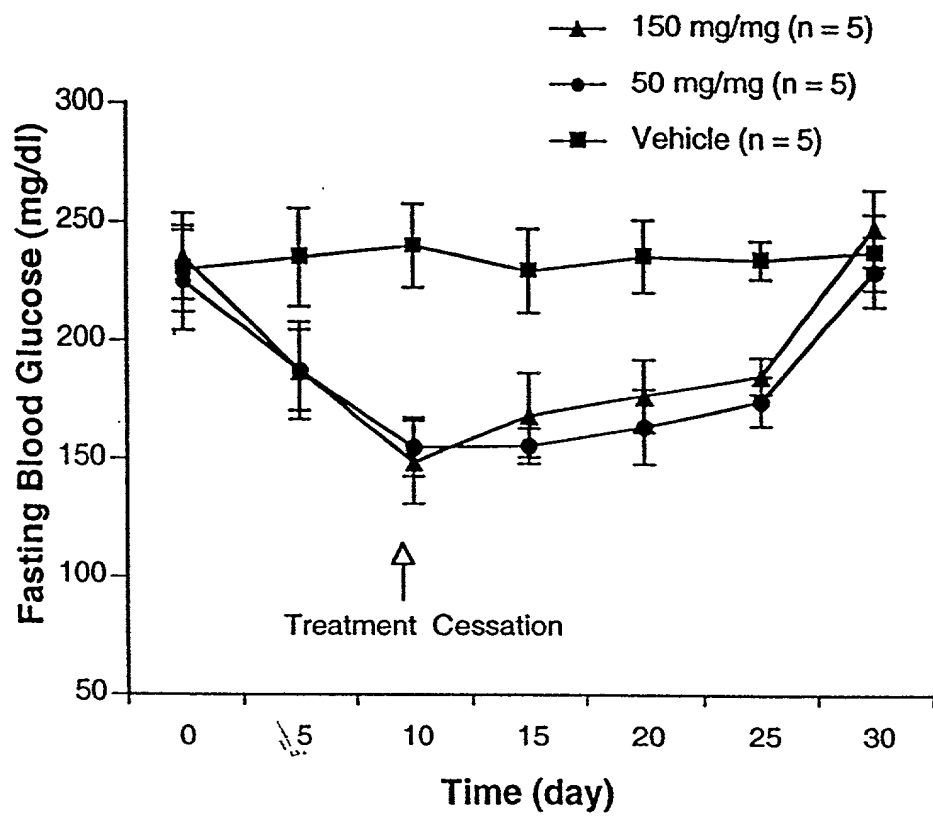 150 mg/mg (n = 5)
50 mg/mg (n = 5)
Vehicle (n = 5)
300
250
200
150
100
50
Fasting Blood Glucose (mg/dl)
Treatment Cessation
0 5 10 15 20 25 30
Time (day)